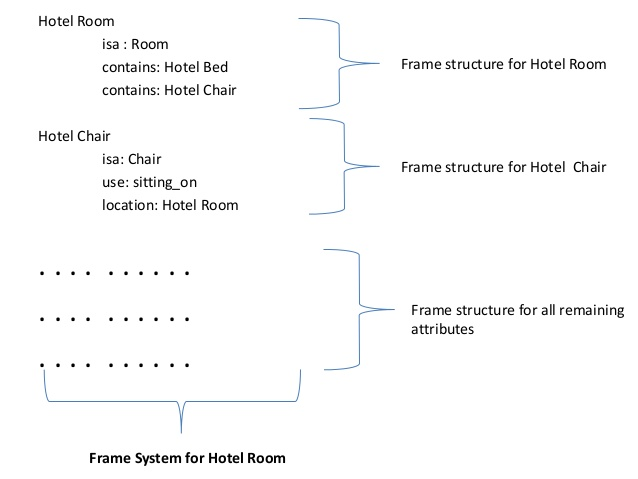 Hotel Room
isa : Room
contains: Hotel Bed
contains: Hotel Chair
Frame structure for Hotel Room
Hotel Chair
isa: Chair
use: sitting_on
location: Hotel Room
Frame structure for Hotel  Chair
. . . .  . . . . . .
. . . .  . . . . . .
. . . .  . . . . . .
Frame structure for all remaining
attributes
Frame System for Hotel Room